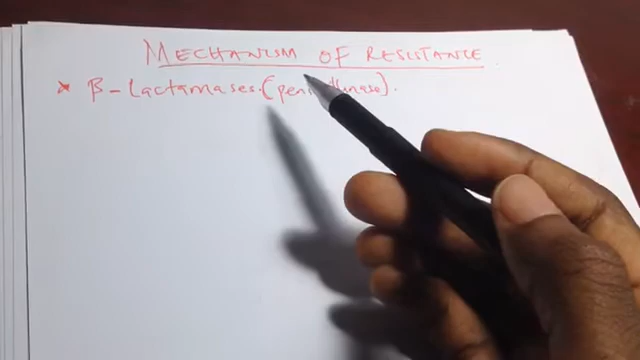 MECHANISM OF RESISTANCE
* β-lactamases.